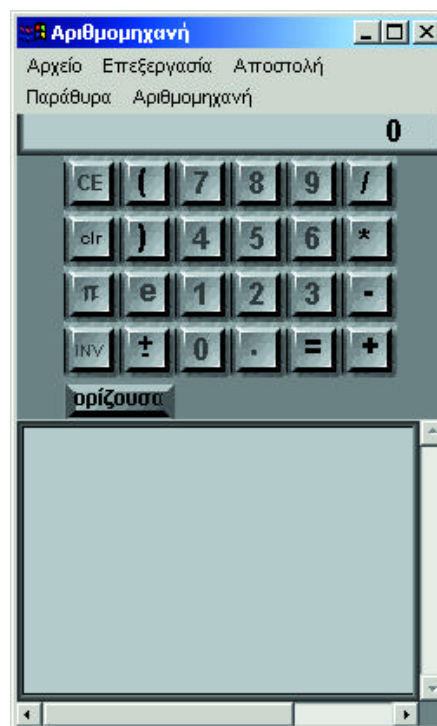 Αριθμομηχανή
Αρχείο Επεξεργασία Αποστολή
Παράθυρα Αριθμομηχανή
0
CE ( 7 8 9 /
clr ) 4 5 6 *
π e 1 2 3 -
INV ± 0 . = +
ορίζουσα